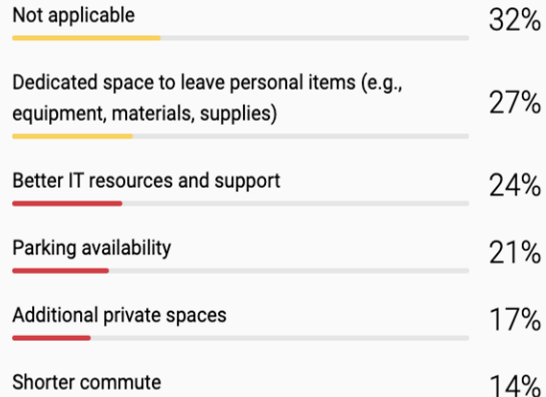 Not applicable
32%
Dedicated space to leave personal items (e.g.,
equipment, materials, supplies)
27%
Better IT resources and support
24%
Parking availability
21%
Additional private spaces
17%
Shorter commute
14%